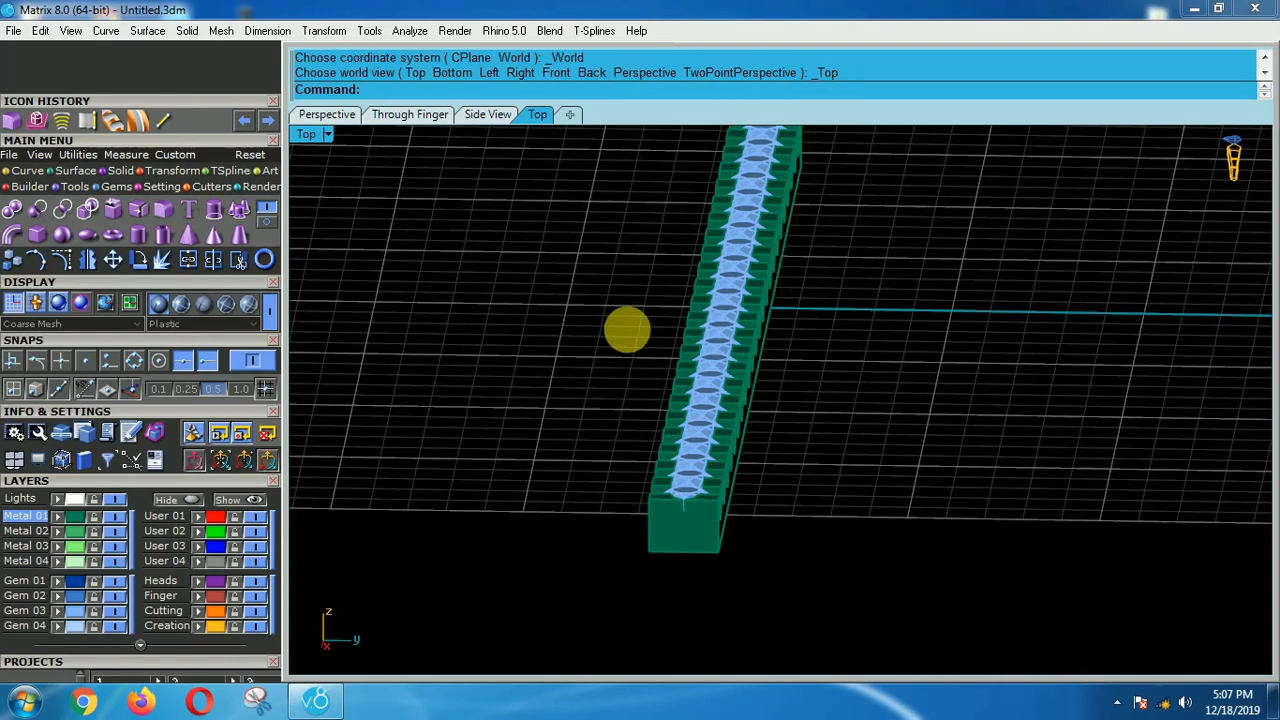 Matrix 8.0 (64-bit) - Untitled.3dm
File Edit View Curve Surface Solid Mesh Dimension Transform Tools Analyze Render Rhino 5.0 Blend T-Splines Help
Choose coordinate system ( CPlane World ): _World
Choose world view ( Top Bottom Left Right Front Back Perspective TwoPointPerspective ): _Top
Command:
ICON HISTORY
Perspective Through Finger Side View Top
Top
MAIN MENU
File View Utilities Measure Custom Reset
Curve Surface Solid Transform TSpline Art
Builder Tools Gems Setting Cutters Render
T
DISPLAY
Coarse Mesh Plastic
SNAPS
0.1 0.25 0.5 1.0
INFO & SETTINGS
LAYERS
Lights Hide Show
Metal 01 User 01
Metal 02 User 02
Metal 03 User 03
Metal 04 User 04
Gem 01 Heads
Gem 02 Finger
Gem 03 Cutting
Gem 04 Creation
z
y
x
PROJECTS
v.8
5:07 PM
12/18/2019